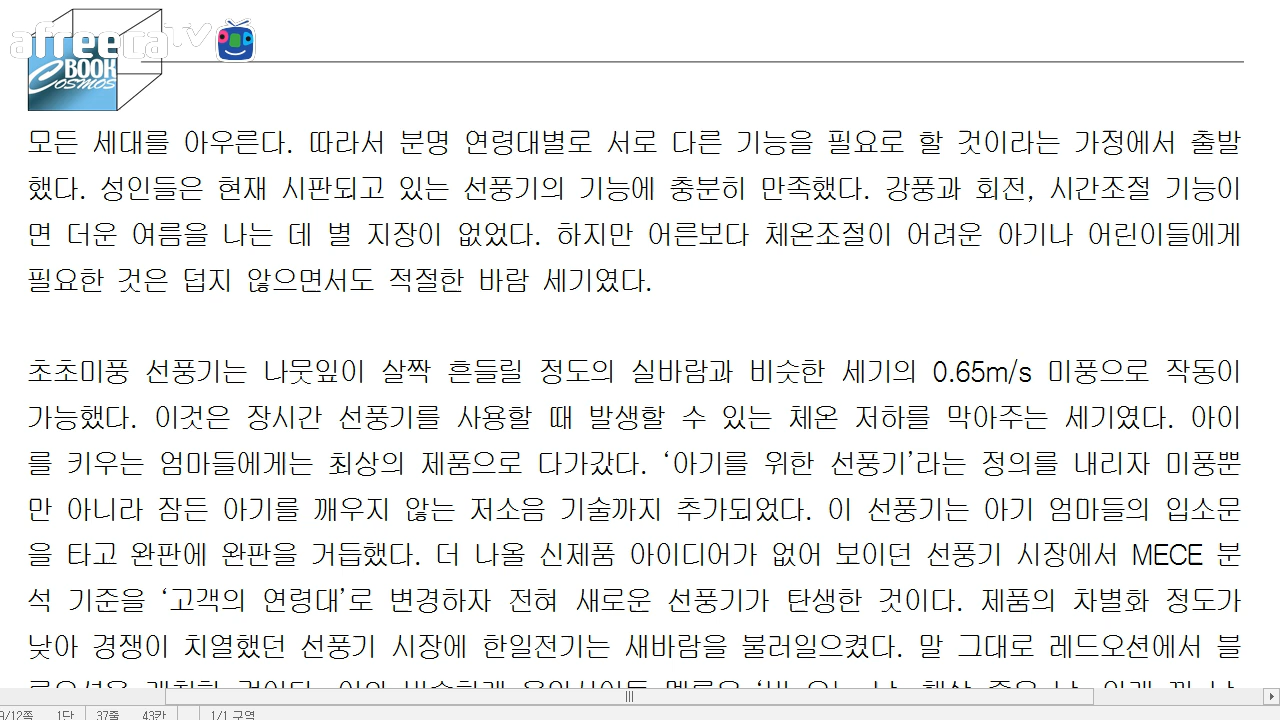 afreecaTV
BOOK
COSMOS
모든 세대를 아우른다. 따라서 분명 연령대별로 서로 다른 기능을 필요로 할 것이라는 가정에서 출발
했다. 성인들은 현재 시판되고 있는 선풍기의 기능에 충분히 만족했다. 강풍과 회전, 시간조절 기능이
면 더운 여름을 나는 데 별 지장이 없었다. 하지만 어른보다 체온조절이 어려운 아기나 어린이들에게
필요한 것은 덥지 않으면서도 적절한 바람 세기였다.
초초미풍 선풍기는 나뭇잎이 살짝 흔들릴 정도의 실바람과 비슷한 세기의 0.65m/s 미풍으로 작동이
가능했다. 이것은 장시간 선풍기를 사용할 때 발생할 수 있는 체온 저하를 막아주는 세기였다. 아이
를 키우는 엄마들에게는 최상의 제품으로 다가갔다. ‘아기를 위한 선풍기’라는 정의를 내리자 미풍뿐
만 아니라 잠든 아기를 깨우지 않는 저소음 기술까지 추가되었다. 이 선풍기는 아기 엄마들의 입소문
을 타고 완판에 완판을 거듭했다. 더 나올 신제품 아이디어가 없어 보이던 선풍기 시장에서 MECE 분
석 기준을 ‘고객의 연령대’로 변경하자 전혀 새로운 선풍기가 탄생한 것이다. 제품의 차별화 정도가
낮아 경쟁이 치열했던 선풍기 시장에 한일전기는 새바람을 불러일으켰다. 말 그대로 레드오션에서 블
9/12쪽 1단 37줄 43칸 1/1 구역